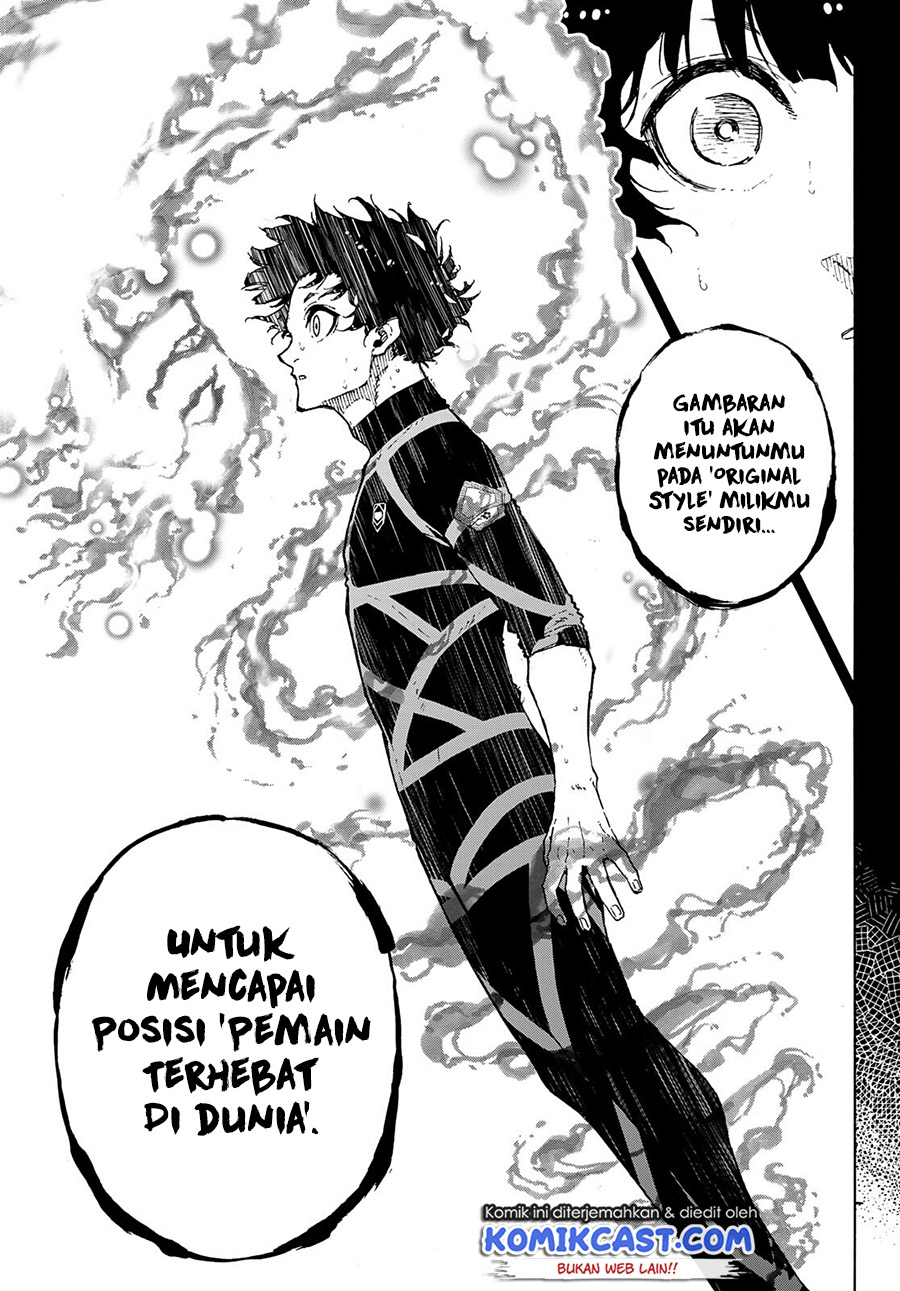 GAMBARAN
ITU AKAN
MENUNTUNMU
PADA 'ORIGINAL
STYLE' MILIKMU
SENDIRI...
UNTUK
MENCAPAI
POSISI 'PEMAIN
TERHEBAT
DI DUNIA'.
Komik ini diterjemahkan & diedit oleh
KOMIKCAST.COM
BUKAN WEB LAIN!!